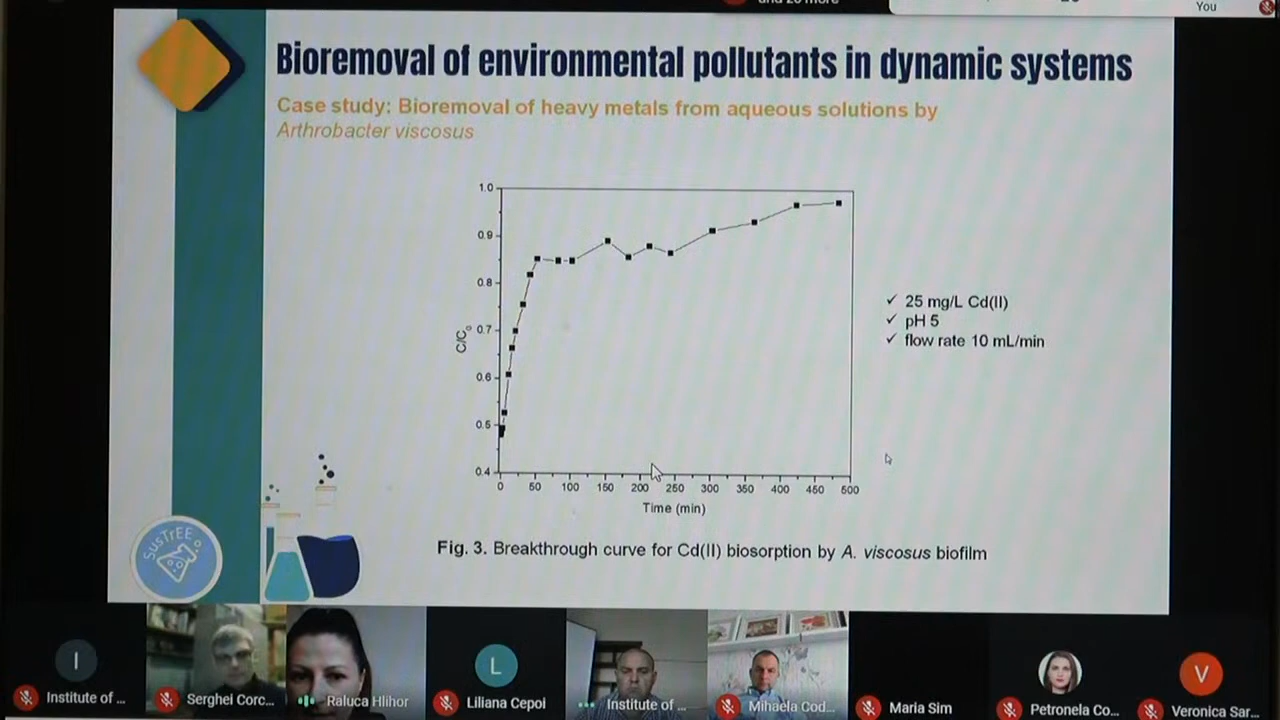 and 20 more
You
Bioremoval of environmental pollutants in dynamic systems
Case study: Bioremoval of heavy metals from aqueous solutions by
Arthrobacter viscosus
1.0
0.9
0.8
0.7
0.6
0.5
0.4
C/C₀
0 50 100 150 200 250 300 350 400 450 500
Time (min)
✓ 25 mg/L Cd(II)
✓ pH 5
✓ flow rate 10 mL/min
Fig. 3. Breakthrough curve for Cd(II) biosorption by A. viscosus biofilm
SusTrEE
I
L
V
Institute of ...
Serghei Corc...
Raluca Hlihor
Liliana Cepoi
Institute of ...
Mihaela Cod...
Maria Sim
Petronela Co...
Veronica Sar...